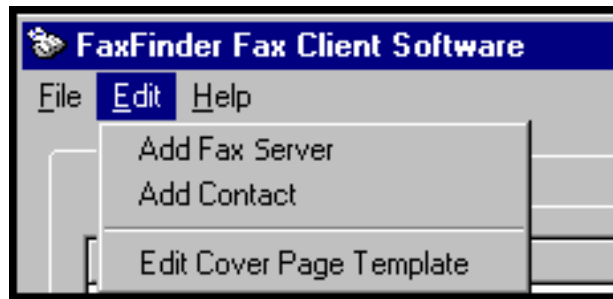 FaxFinder Fax Client Software
File Edit Help
Add Fax Server
Add Contact
Edit Cover Page Template